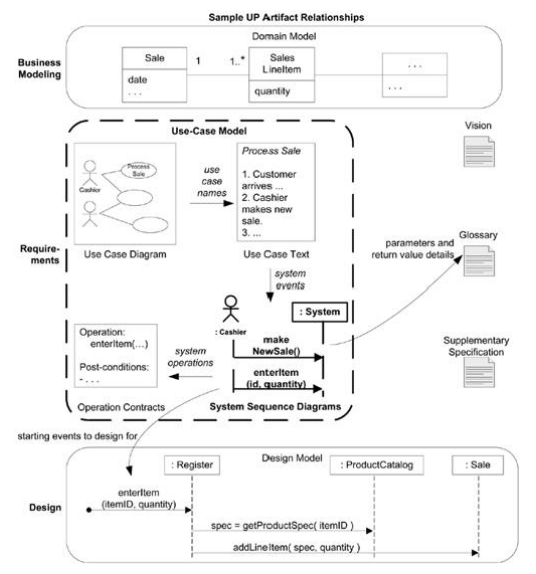 Sample UP Artifact Relationships
Domain Model
Business
Modeling
Sale
1
1..*
Sales
LineItem
. . .
date
. . .
quantity
. . .
Use-Case Model
Vision
Process
Sale
Cashier
use
case
names
Process Sale
1. Customer
arrives ...
2. Cashier
makes new
sale.
3. ...
Use Case Diagram
Use Case Text
Require-
ments
parameters and
return value details
Glossary
system
events
: Cashier
: System
make
NewSale()
enterItem
(id, quantity)
Operation:
enterItem(…)
Post-conditions:
- . . .
system
operations
Supplementary
Specification
Operation Contracts
System Sequence Diagrams
starting events to design for
Design Model
: Register
: ProductCatalog
: Sale
Design
enterItem
(itemID, quantity)
spec = getProductSpec( itemID )
addLineItem( spec, quantity )